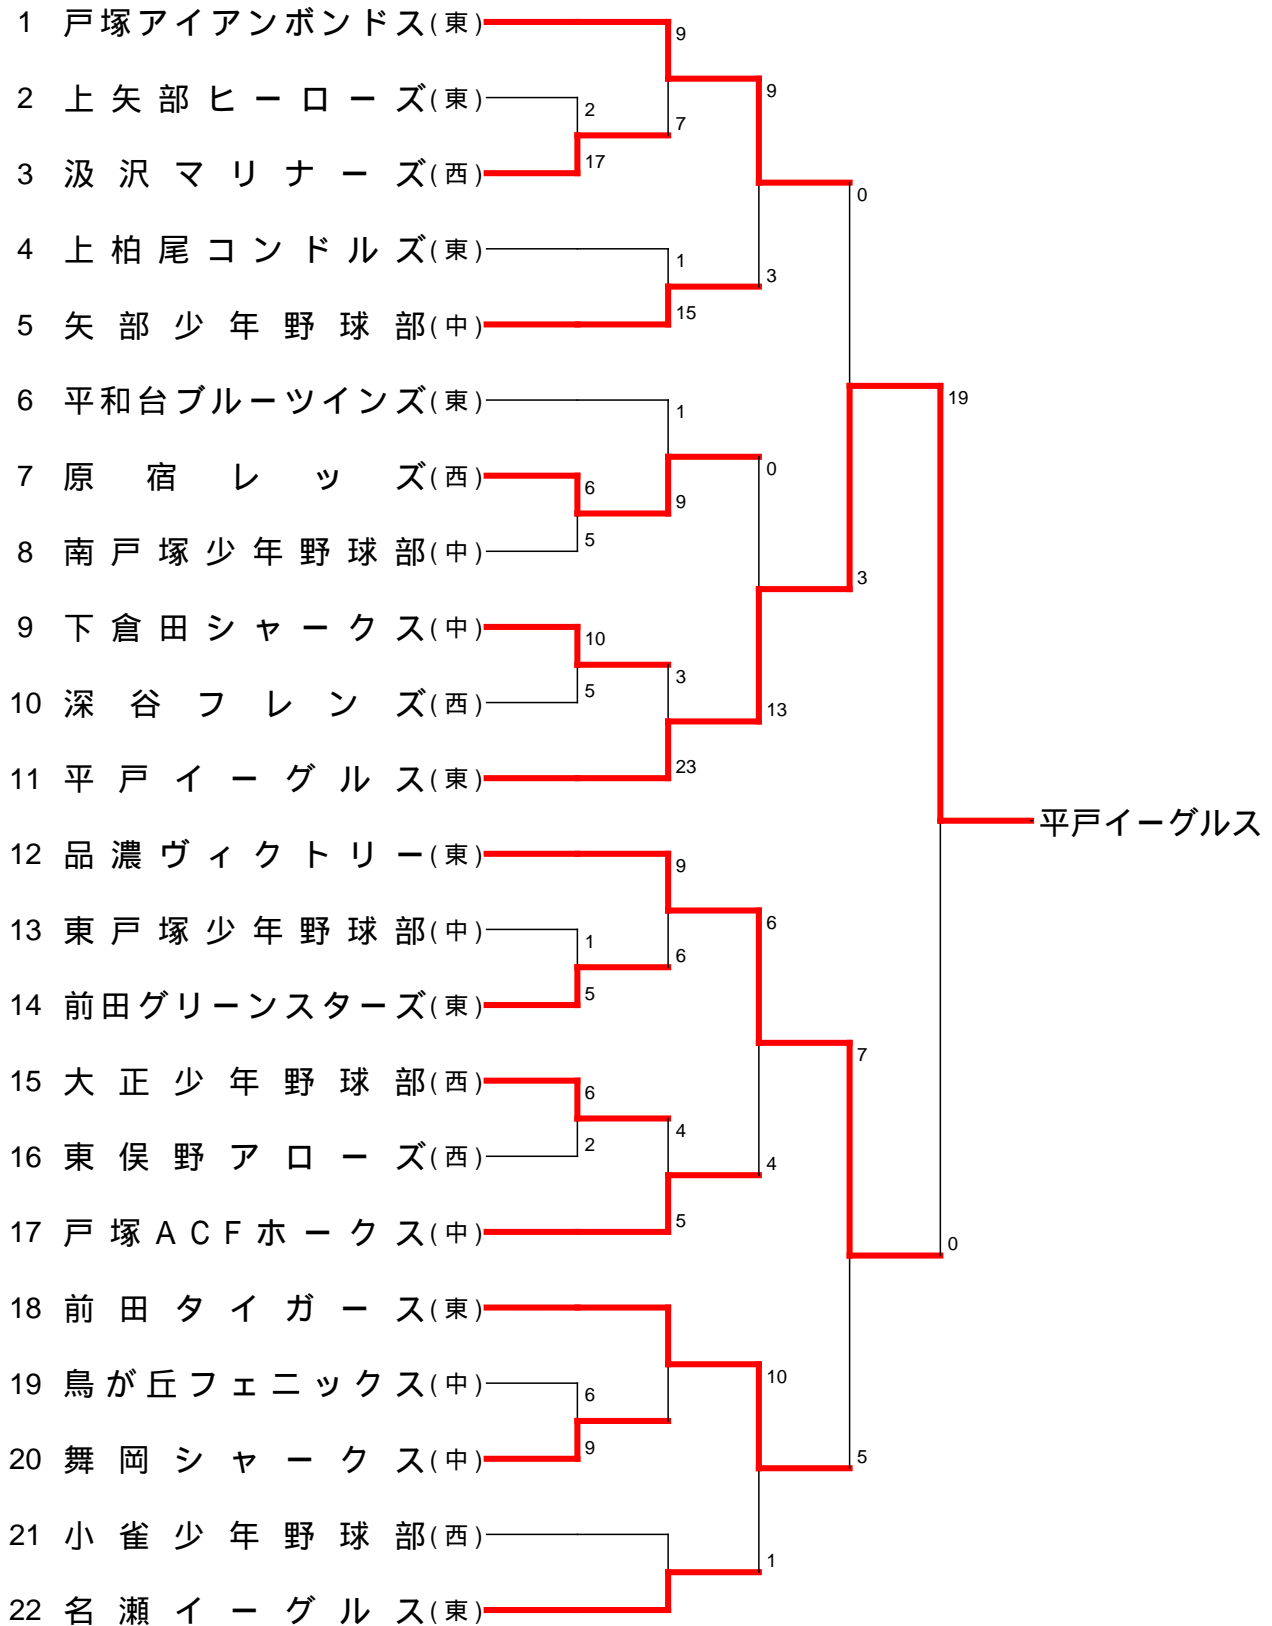 1 戸塚アイアンボンドス(東)
9
2 上矢部ヒーローズ(東)
9
2
7
17
3 汲沢マリナーズ(西)
0
4 上柏尾コンドルズ(東)
1
3
15
5 矢部少年野球部(中)
6 平和台ブルーツインズ(東)
19
1
7 原宿レッズ(西)
0
6
9
8 南戸塚少年野球部(中)
5
3
9 下倉田シャークス(中)
10
3
5
10 深谷フレンズ(西)
13
11 平戸イーグルス(東)
23
平戸イーグルス
12 品濃ヴィクトリー(東)
9
13 東戸塚少年野球部(中)
6
1
6
5
14 前田グリーンスターズ(東)
7
15 大正少年野球部(西)
6
4
2
16 東俣野アローズ(西)
4
5
17 戸塚ACFホークス(中)
0
18 前田タイガース(東)
10
19 鳥が丘フェニックス(中)
6
9
20 舞岡シャークス(中)
5
21 小雀少年野球部(西)
1
22 名瀬イーグルス(東)